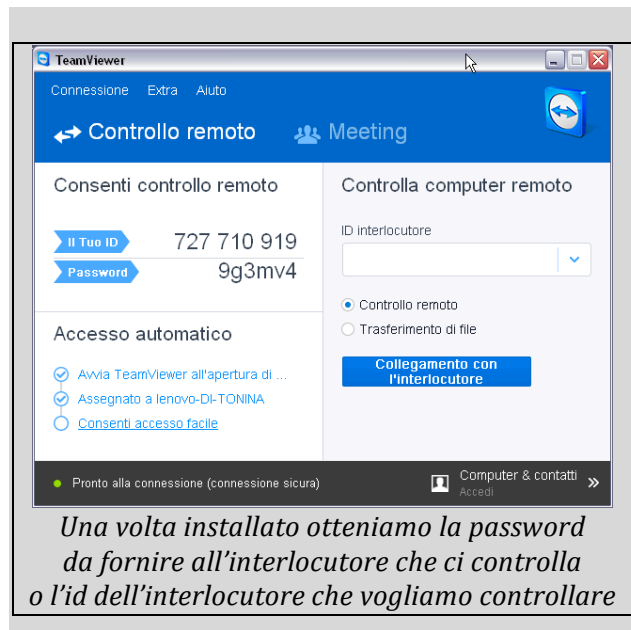 TeamViewer
Connessione Extra Aiuto
Controllo remoto Meeting
Consenti controllo remoto
Il Tuo ID 727 710 919
Password 9g3mv4
Accesso automatico
Avvia TeamViewer all'apertura di ...
Assegnato a lenovo-DI-TONINA
Consenti accesso facile
Controlla computer remoto
ID interlocutore
Controllo remoto
Trasferimento di file
Collegamento con
l'interlocutore
Pronto alla connessione (connessione sicura)
Computer & contatti
Accedi
Una volta installato otteniamo la password
da fornire all’interlocutore che ci controlla
o l’id dell’interlocutore che vogliamo controllare